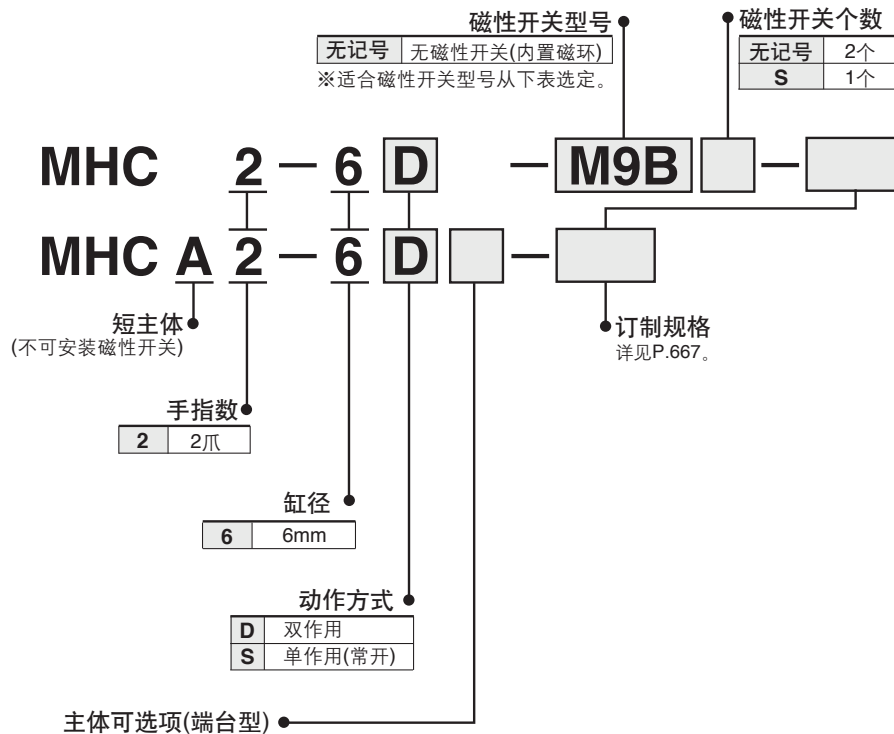 磁性开关型号
无记号 无磁性开关(内置磁环)
※适合磁性开关型号从下表选定。
磁性开关个数
无记号 2个
S 1个
MHC 2 − 6 D − M9B −
MHC A 2 − 6 D −
短主体
(不可安装磁性开关)
订制规格
详见P.667。
手指数
2 2爪
缸径
6 6mm
动作方式
D 双作用
S 单作用(常开)
主体可选项(端台型)